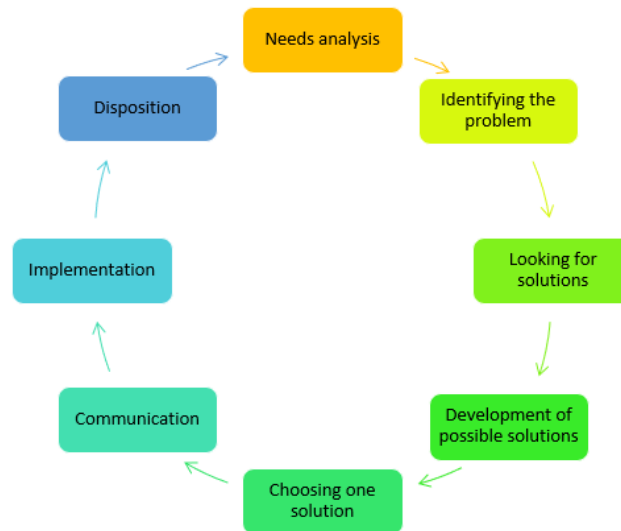 Needs analysis
Identifying the
problem
Looking for
solutions
Development of
possible solutions
Choosing one
solution
Communication
Implementation
Disposition